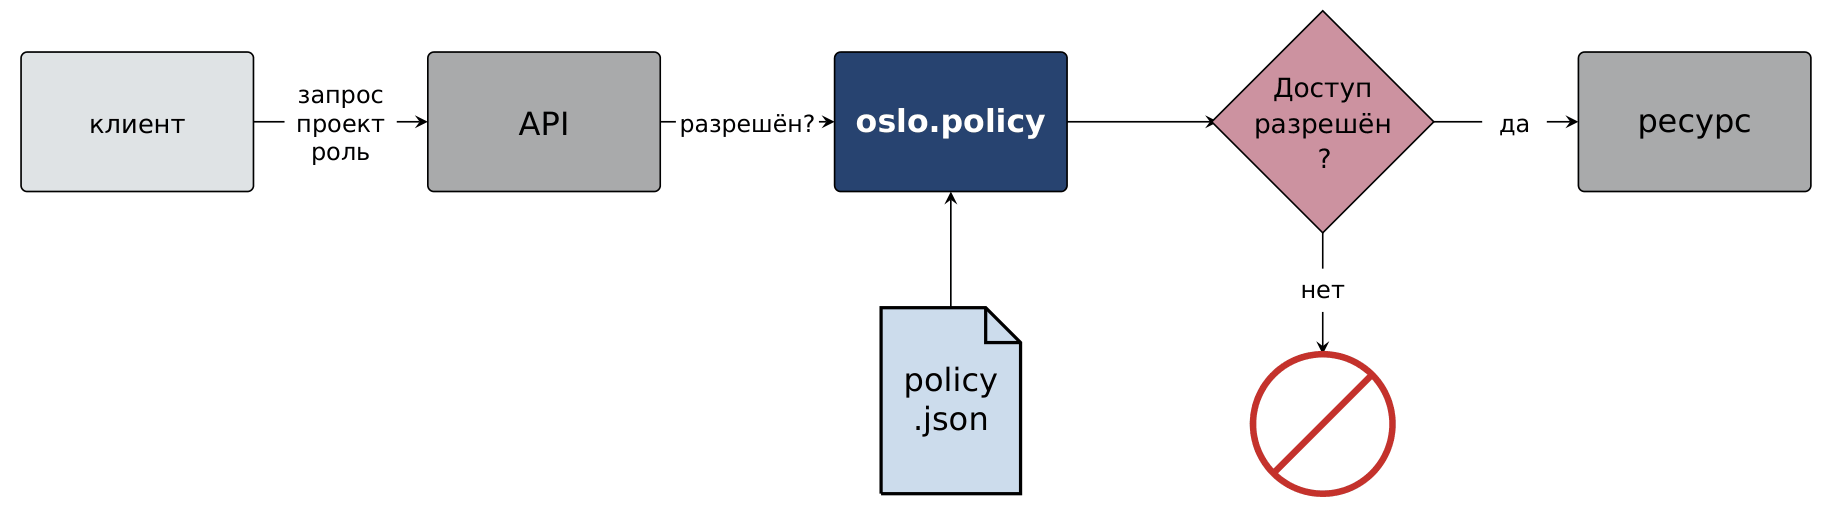 клиент
запрос
проект
роль
API
разрешён?
oslo.policy
Доступ
разрешён
?
да
ресурс
нет
policy
.json